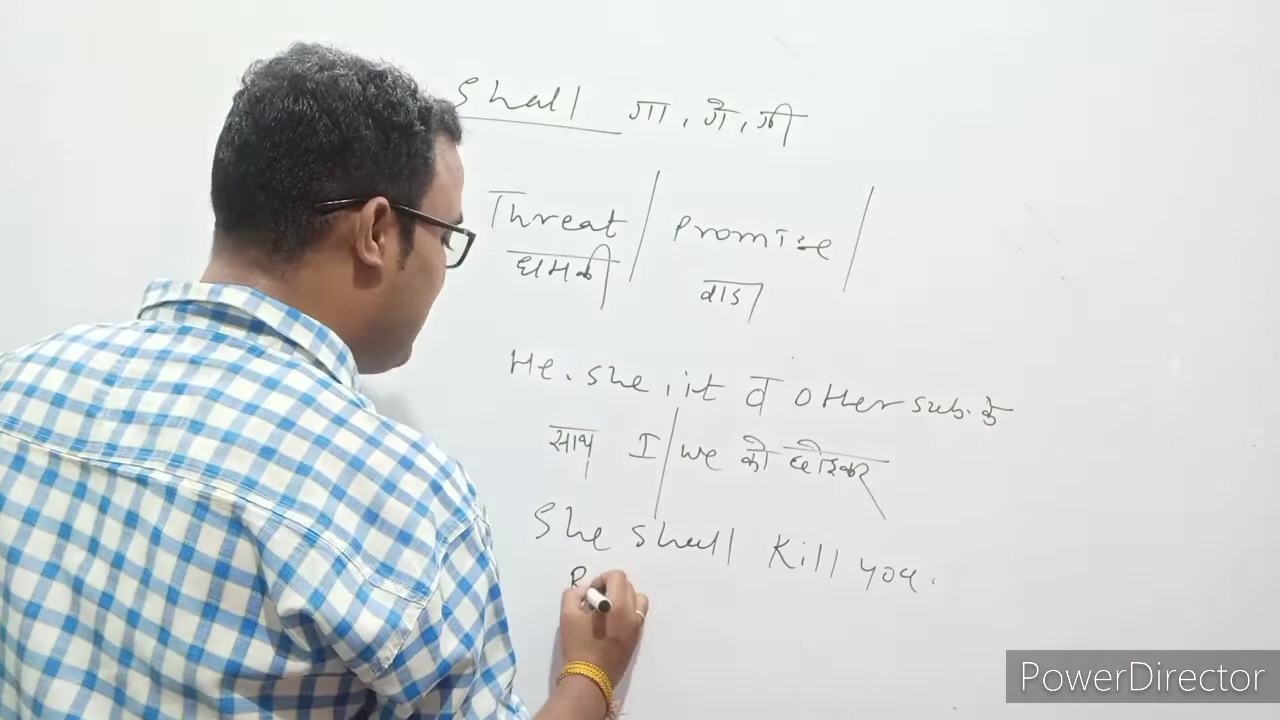 Shall गा, गे, गी
Threat | Promise |
धमकी वादा
He. she, it व other sub. के
साथ I/we को छोड़कर
She shall kill you.
R
PowerDirector